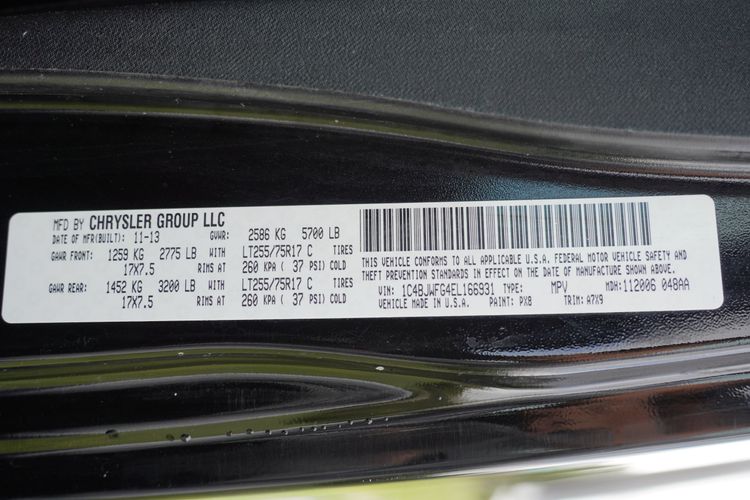 MFD BY CHRYSLER GROUP LLC
DATE OF MFR(BUILT): 11-13 GVWR: 2586 KG 5700 LB
GAWR FRONT: 1259 KG 2775 LB WITH LT255/75R17 C TIRES
17X7.5 RIMS AT 260 KPA ( 37 PSI) COLD
GAWR REAR: 1452 KG 3200 LB WITH LT255/75R17 C TIRES
17X7.5 RIMS AT 260 KPA ( 37 PSI) COLD
THIS VEHICLE CONFORMS TO ALL APPLICABLE U.S.A. FEDERAL MOTOR VEHICLE SAFETY AND
THEFT PREVENTION STANDARDS IN EFFECT ON THE DATE OF MANUFACTURE SHOWN ABOVE.
VIN: 1C4BJWFG4EL166931 TYPE: MPV MDH:112006 048AA
VEHICLE MADE IN U.S.A. PAINT: PX8 TRIM: A7X9